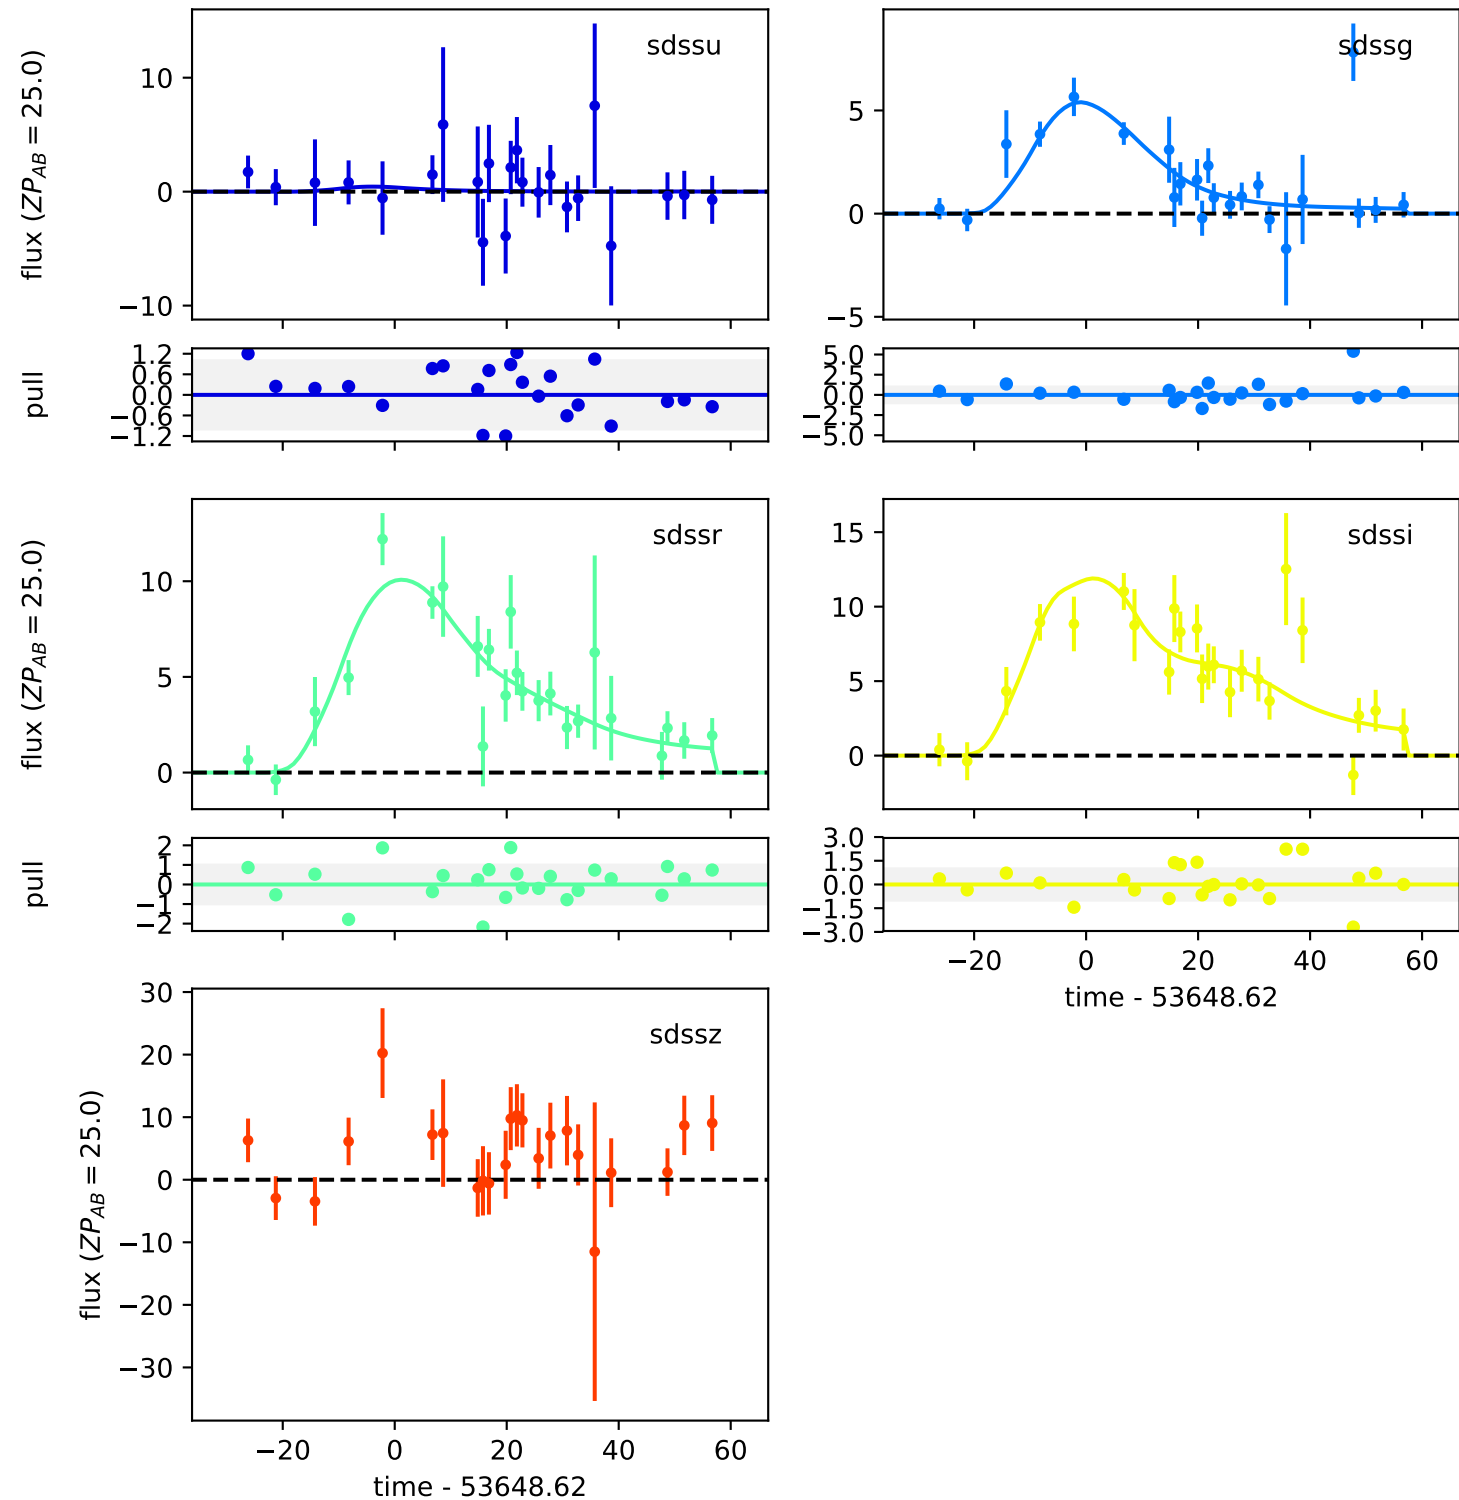 sdssu
flux (ZP_AB = 25.0)
10
0
−10
sdssg
5
0
−5
pull
1.2
0.6
0.0
−0.6
−1.2
5.0
2.5
0.0
−2.5
−5.0
sdssr
flux (ZP_AB = 25.0)
10
5
0
sdssi
15
10
5
0
pull
2
1
0
−1
−2
3.0
1.5
0.0
−1.5
−3.0
−20 0 20 40 60
time - 53648.62
sdssz
flux (ZP_AB = 25.0)
30
20
10
0
−10
−20
−30
−20 0 20 40 60
time - 53648.62